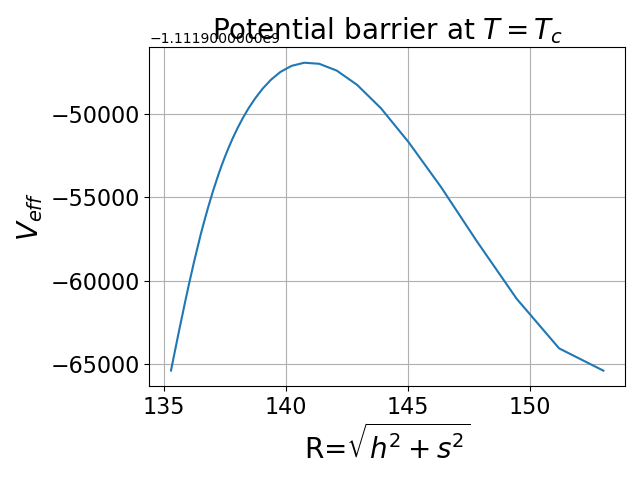 Potential barrier at $T = T_c$
−1.1119000000e9
−50000
−55000
−60000
−65000
$V_{eff}$
135 140 145 150
R=$\sqrt{h^2 + s^2}$